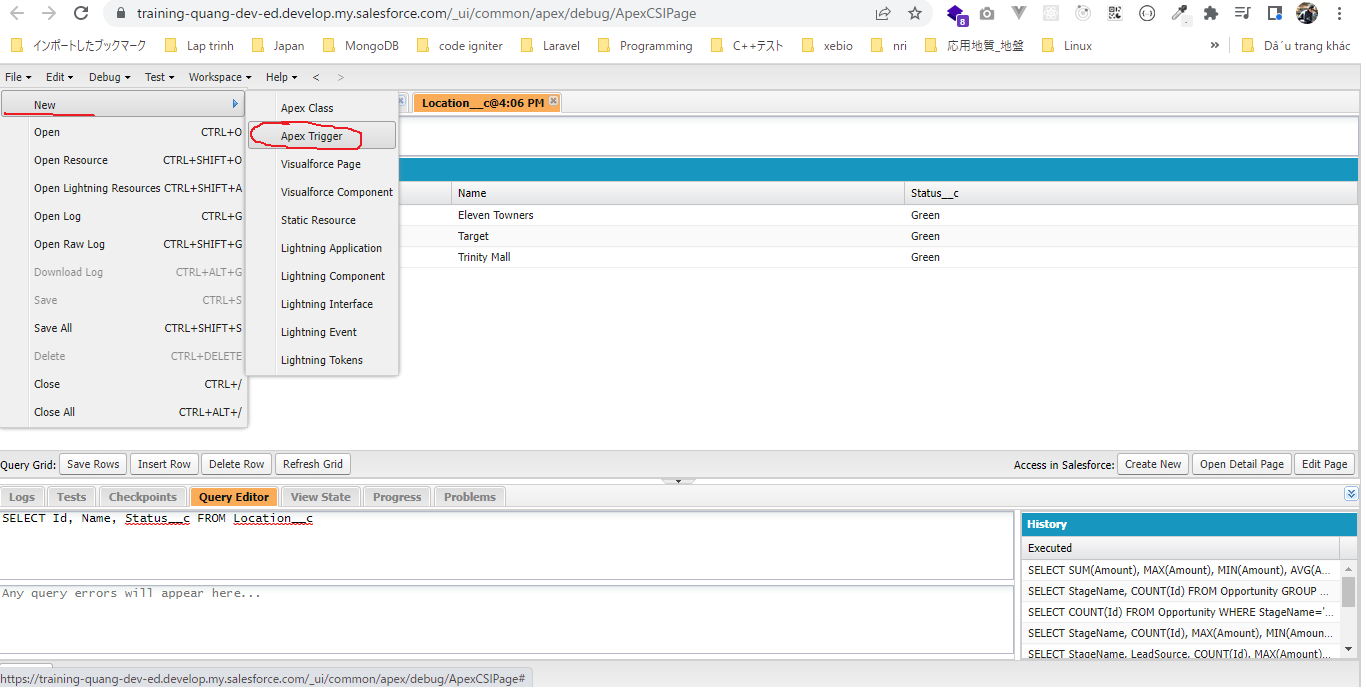 training-quang-dev-ed.develop.my.salesforce.com/_ui/common/apex/debug/ApexCSIPage
8
インポートしたブックマーク Lap trinh Japan MongoDB code igniter Laravel Programming C++テスト xebio nri 応用地質_地盤 Linux » Dấu trang khác
File Edit Debug Test Workspace Help < >
Location__c@4:06 PM
New
Open CTRL+O
Open Resource CTRL+SHIFT+O
Open Lightning Resources CTRL+SHIFT+A
Open Log CTRL+G
Open Raw Log CTRL+SHIFT+G
Download Log CTRL+ALT+G
Save CTRL+S
Save All CTRL+SHIFT+S
Delete CTRL+DELETE
Close CTRL+/
Close All CTRL+ALT+/
Apex Class
Apex Trigger
Visualforce Page
Visualforce Component
Static Resource
Lightning Application
Lightning Component
Lightning Interface
Lightning Event
Lightning Tokens
Name Status__c
Eleven Towners Green
Target Green
Trinity Mall Green
Query Grid: Save Rows Insert Row Delete Row Refresh Grid Access in Salesforce: Create New Open Detail Page Edit Page
Logs Tests Checkpoints Query Editor View State Progress Problems
SELECT Id, Name, Status__c FROM Location__c
Any query errors will appear here...
History
Executed
SELECT SUM(Amount), MAX(Amount), MIN(Amount), AVG(A...
SELECT StageName, COUNT(Id) FROM Opportunity GROUP ...
SELECT COUNT(Id) FROM Opportunity WHERE StageName='...
SELECT StageName, COUNT(Id), MAX(Amount), MIN(Amoun...
SELECT StageName, LeadSource, COUNT(Id), MAX(Amount)...
https://training-quang-dev-ed.develop.my.salesforce.com/_ui/common/apex/debug/ApexCSIPage#